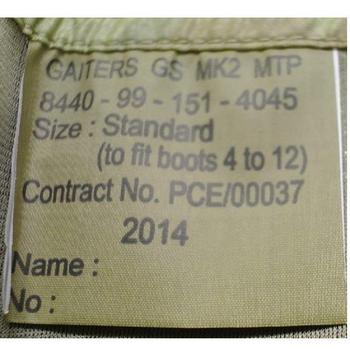 GAITERS GS MK2 MTP
8440 - 99 - 151 - 4045
Size : Standard
(to fit boots 4 to 12)
Contract No. PCE/00037
2014
Name :
No :